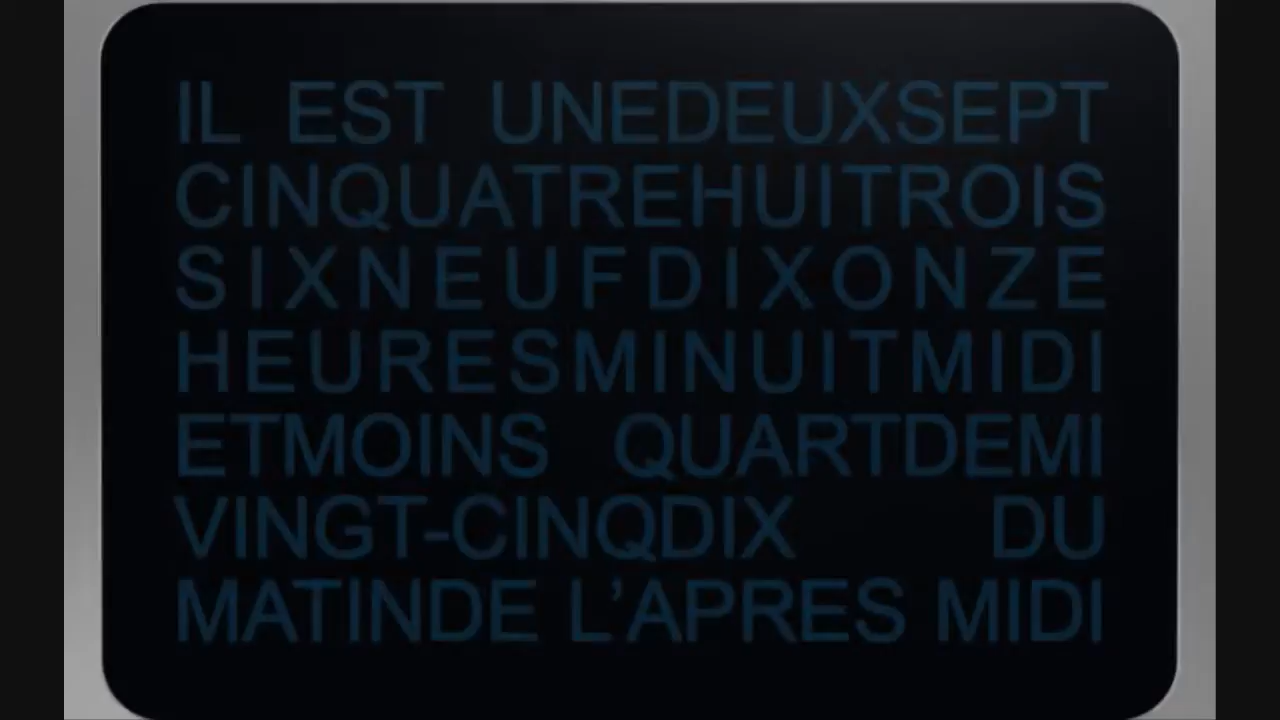 IL EST UNEDEUXSEPT
CINQUATREHUITROIS
SIXNEUFDIXONZE
HEURESMINUITMIDI
ETMOINS QUARTDEMI
VINGT-CINQDIX DU
MATINDE L’APRES MIDI